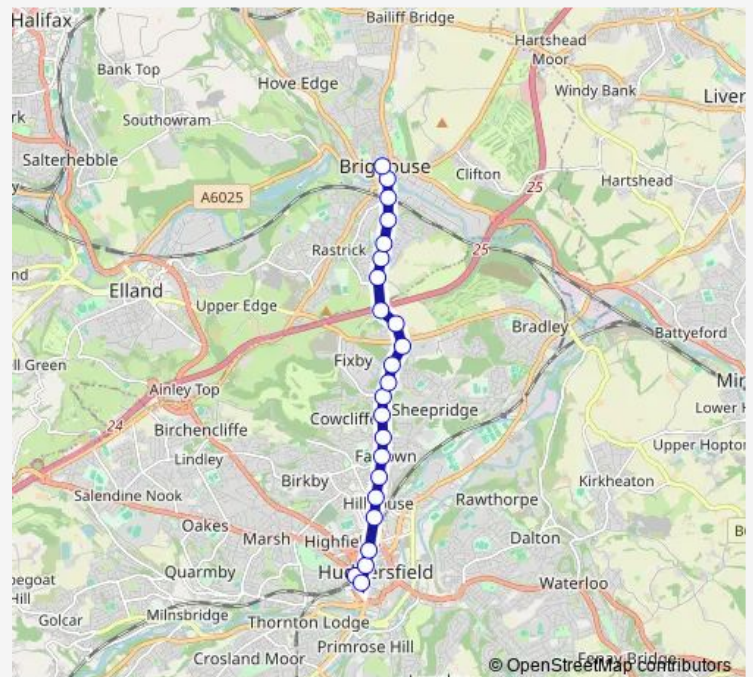 Halifax
Bailiff Bridge
Hartshead
Moor
Bank Top
Hove Edge
Windy Bank
Southowram
Salterhebble
Clifton
25
Hartshead
A6025
Rastrick
25
Elland
Upper Edge
Bradley
Battyeford
Fixby
Ainley Top
Sheepridge
24
Birchencliffe
Upper Hopton
Lindley
Birkby
Kirkheaton
Salendine Nook
Rawthorpe
Oakes
Marsh
Dalton
Quarmby
Waterloo
Golcar
Milnsbridge
Thornton Lodge
Primrose Hill
Crosland Moor
© OpenStreetMap contributors